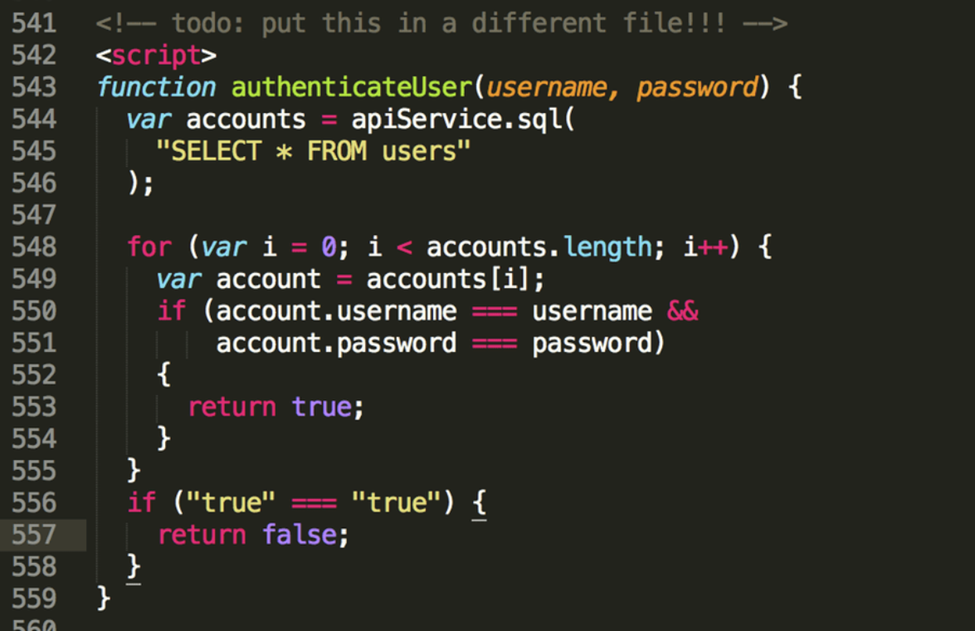 541 <!-- todo: put this in a different file!!! -->
542 <script>
543 function authenticateUser(username, password) {
544   var accounts = apiService.sql(
545     "SELECT * FROM users"
546   );
547
548   for (var i = 0; i < accounts.length; i++) {
549     var account = accounts[i];
550     if (account.username === username &&
551         account.password === password)
552     {
553       return true;
554     }
555   }
556   if ("true" === "true") {
557     return false;
558   }
559 }
560